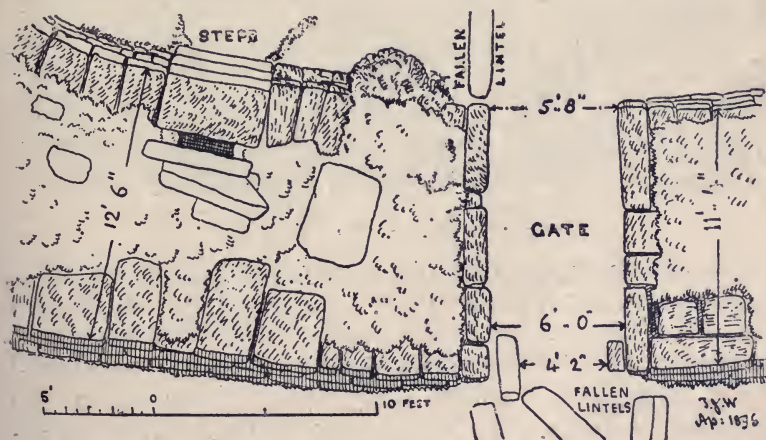 STEPS
FALLEN
LINTEL
5'. 8"
12' 6"
GATE
6' - 0"
4' 2"
FALLEN
LINTELS
5' 0 10 FEET
Ap: 1896